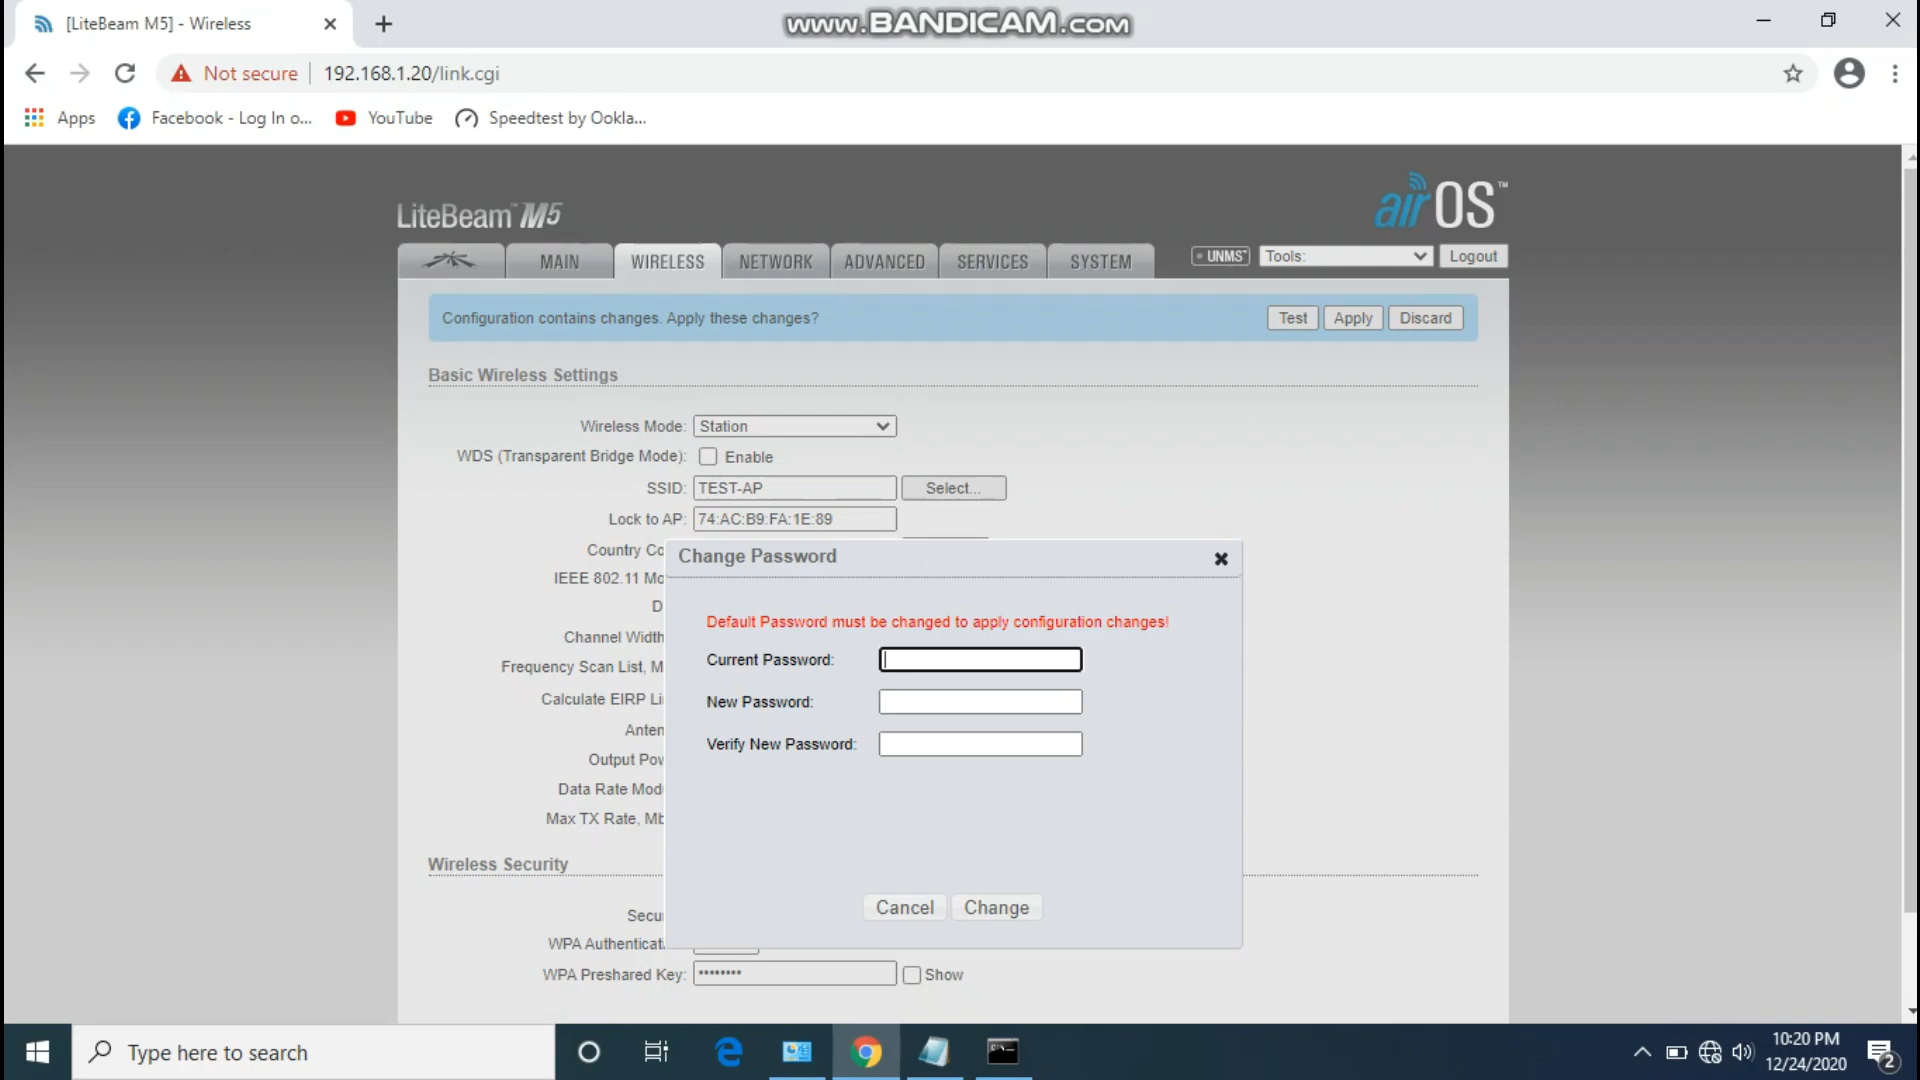 [LiteBeam M5] - Wireless
www.BANDICAM.com
Not secure
192.168.1.20/link.cgi
Apps
Facebook - Log In o...
YouTube
Speedtest by Ookla...
LiteBeam™ M5
airOS™
MAIN
WIRELESS
NETWORK
ADVANCED
SERVICES
SYSTEM
UNMS™
Tools:
Logout
Configuration contains changes. Apply these changes?
Test
Apply
Discard
Basic Wireless Settings
Wireless Mode: Station
WDS (Transparent Bridge Mode): Enable
SSID: TEST-AP Select...
Lock to AP: 74:AC:B9:FA:1E:89
Country Co
IEEE 802.11 Mo
D
Channel Width
Frequency Scan List, M
Calculate EIRP Li
Anten
Output Pow
Data Rate Modu
Max TX Rate, Mb
Change Password
Default Password must be changed to apply configuration changes!
Current Password:
New Password:
Verify New Password:
Cancel
Change
Wireless Security
Secu
WPA Authenticat
WPA Preshared Key: •••••••• Show
Type here to search
10:20 PM
12/24/2020
2